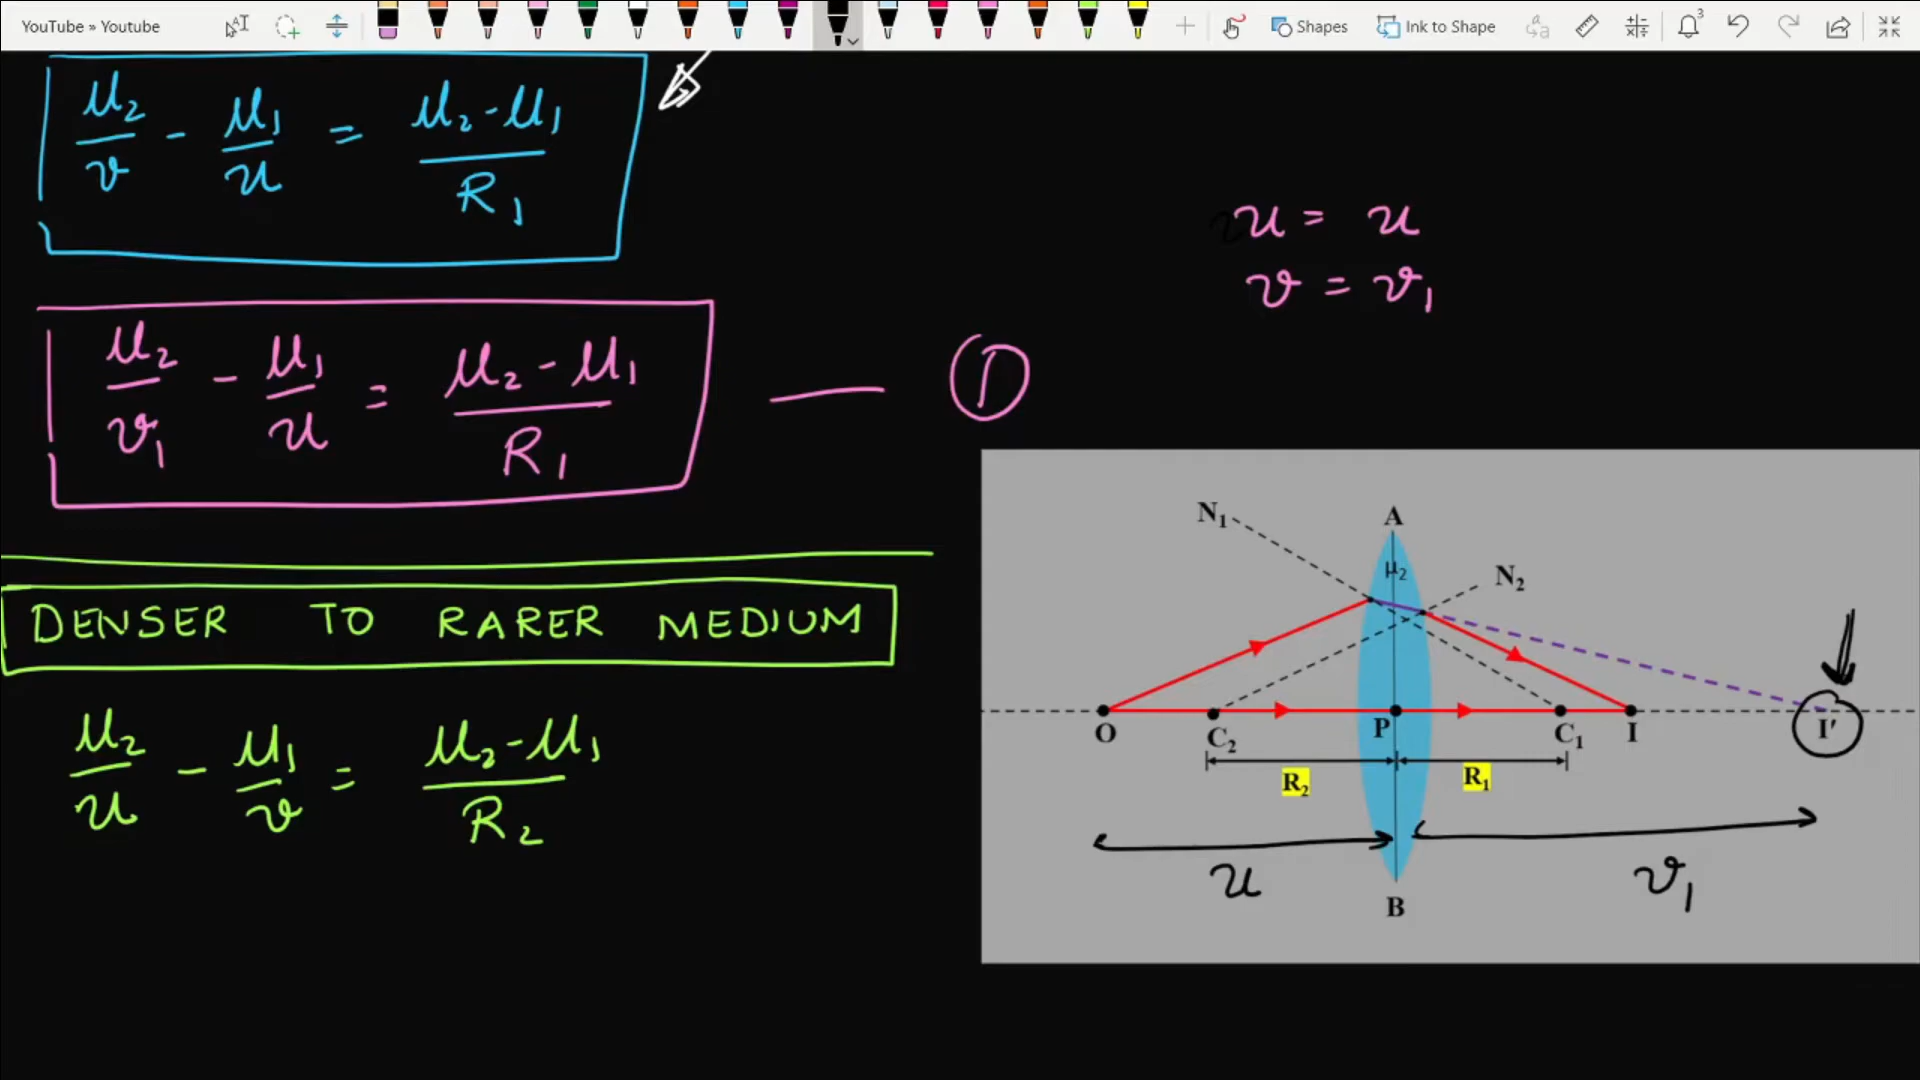 YouTube » Youtube
Shapes
Ink to Shape
3
μ2/v - μ1/u = μ2-μ1/R1
u = u
v = v1
μ2/v1 - μ1/u = μ2-μ1/R1 — ①
DENSER TO RARER MEDIUM
μ2/u - μ1/v = μ2-μ1/R2
N1
A
μ2
N2
O
C2
P
C1
I
I'
R2
R1
u
v1
B